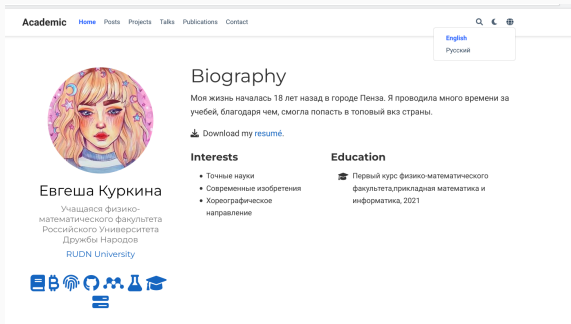 Academic Home Posts Projects Talks Publications Contact
English
Русский
Biography
Моя жизнь началась 18 лет назад в городе Пенза. Я проводила много времени за
учебей, благодаря чем, смогла попасть в топовый вкз страны.
Download my resumé.
Interests
Точные науки
Современные изобретения
Хореографическое
направление
Education
Первый курс физико-математического
факультета,прикладная математика и
информатика, 2021
Евгеша Куркина
Учащаяся физико-
математического факультета
Российского Университета
Дружбы Народов
RUDN University